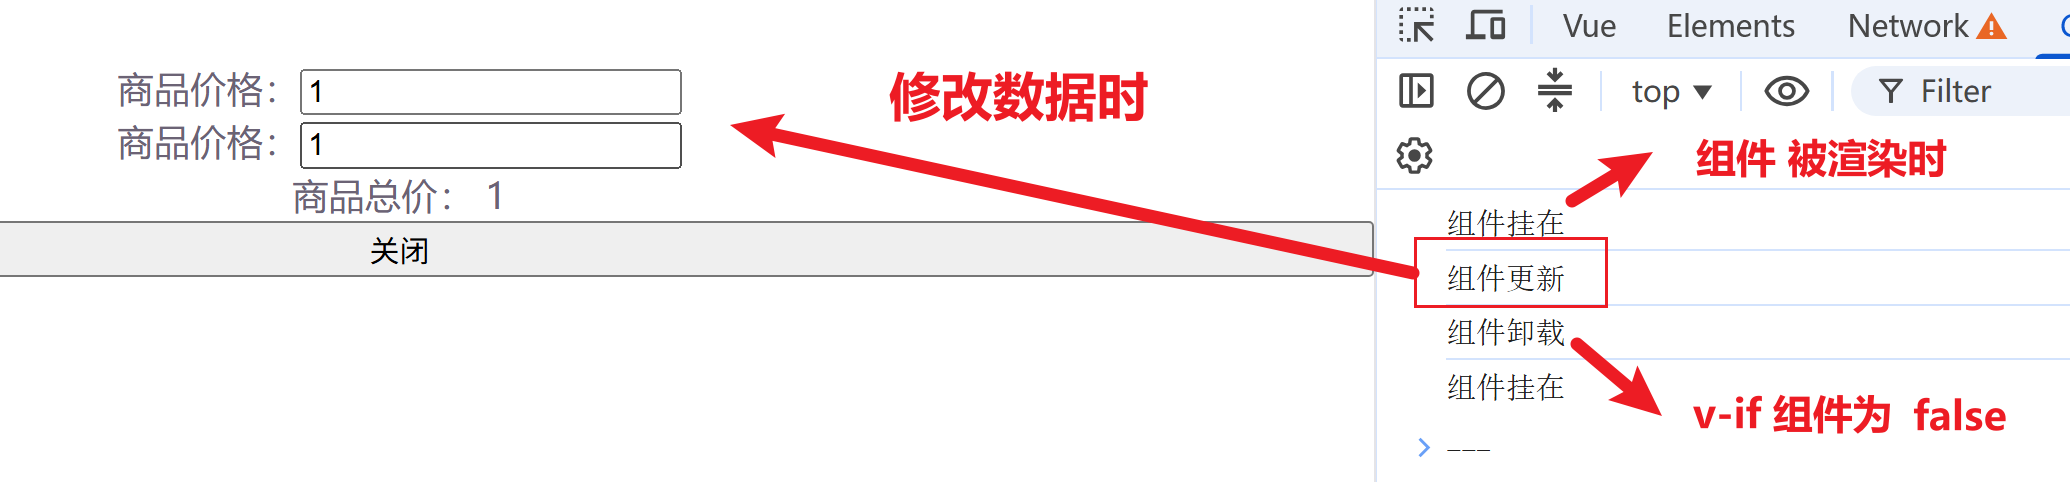 商品价格： 1
商品价格： 1
商品总价： 1
关闭
修改数据时
Vue Elements Network
top Filter
组件 被渲染时
组件挂在
组件更新
组件卸载
组件挂在
v-if 组件为 false
> ---